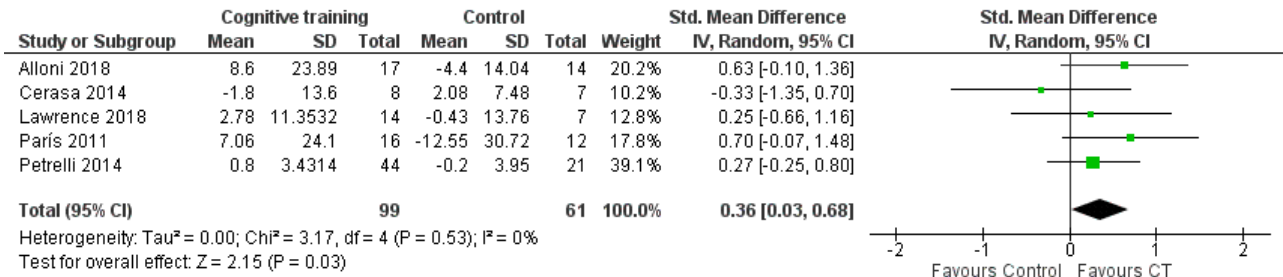 Cognitive training Control Std. Mean Difference Std. Mean Difference
Study or Subgroup Mean SD Total Mean SD Total Weight IV, Random, 95% CI IV, Random, 95% CI
Alloni 2018 8.6 23.89 17 -4.4 14.04 14 20.2% 0.63 [-0.10, 1.36]
Cerasa 2014 -1.8 13.6 8 2.08 7.48 7 10.2% -0.33 [-1.35, 0.70]
Lawrence 2018 2.78 11.3532 14 -0.43 13.76 7 12.8% 0.25 [-0.66, 1.16]
París 2011 7.06 24.1 16 -12.55 30.72 12 17.8% 0.70 [-0.07, 1.48]
Petrelli 2014 0.8 3.4314 44 -0.2 3.95 21 39.1% 0.27 [-0.25, 0.80]
Total (95% CI) 99 61 100.0% 0.36 [0.03, 0.68]
Heterogeneity: Tau² = 0.00; Chi² = 3.17, df = 4 (P = 0.53); I² = 0%
Test for overall effect: Z = 2.15 (P = 0.03)
-2 -1 0 1 2
Favours Control Favours CT